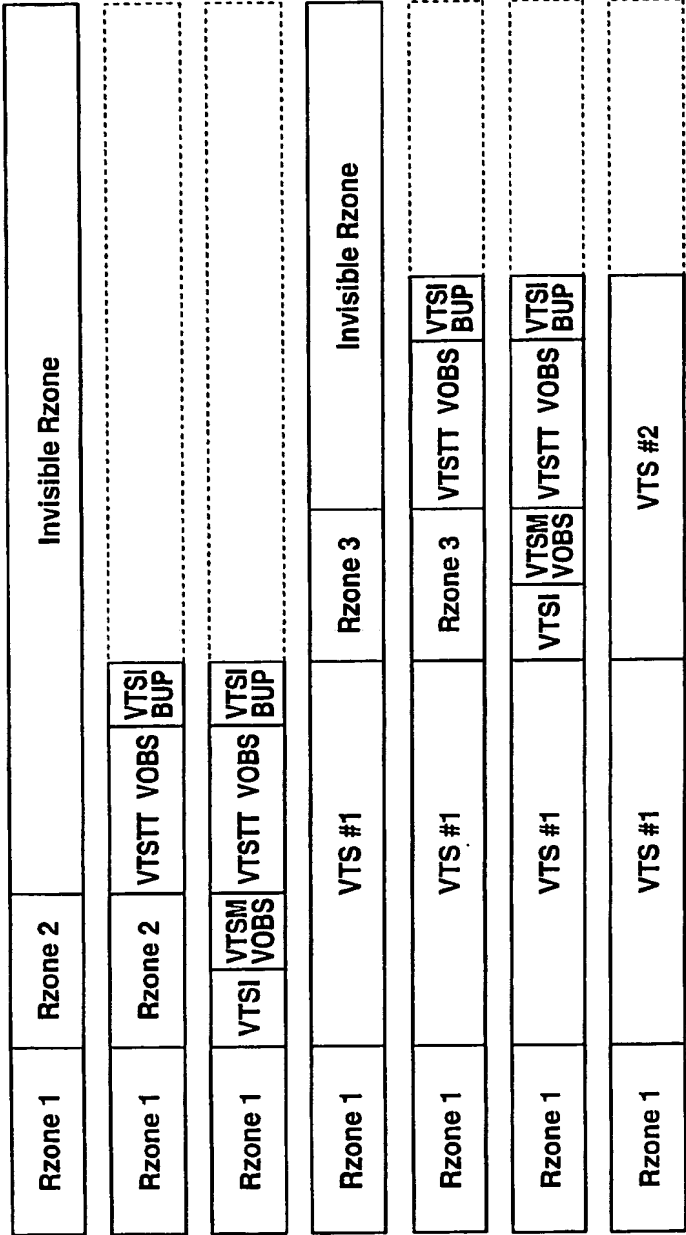 Rzone 1
Rzone 2
Invisible Rzone
Rzone 1
Rzone 2
VTSTT VOBS
VTSI
BUP
Rzone 1
VTSI
VTSM
VOBS
VTSTT VOBS
VTSI
BUP
Rzone 1
VTS #1
Rzone 3
Invisible Rzone
Rzone 1
VTS #1
Rzone 3
VTSTT VOBS
VTSI
BUP
Rzone 1
VTS #1
VTSI
VTSM
VOBS
VTSTT VOBS
VTSI
BUP
Rzone 1
VTS #1
VTS #2